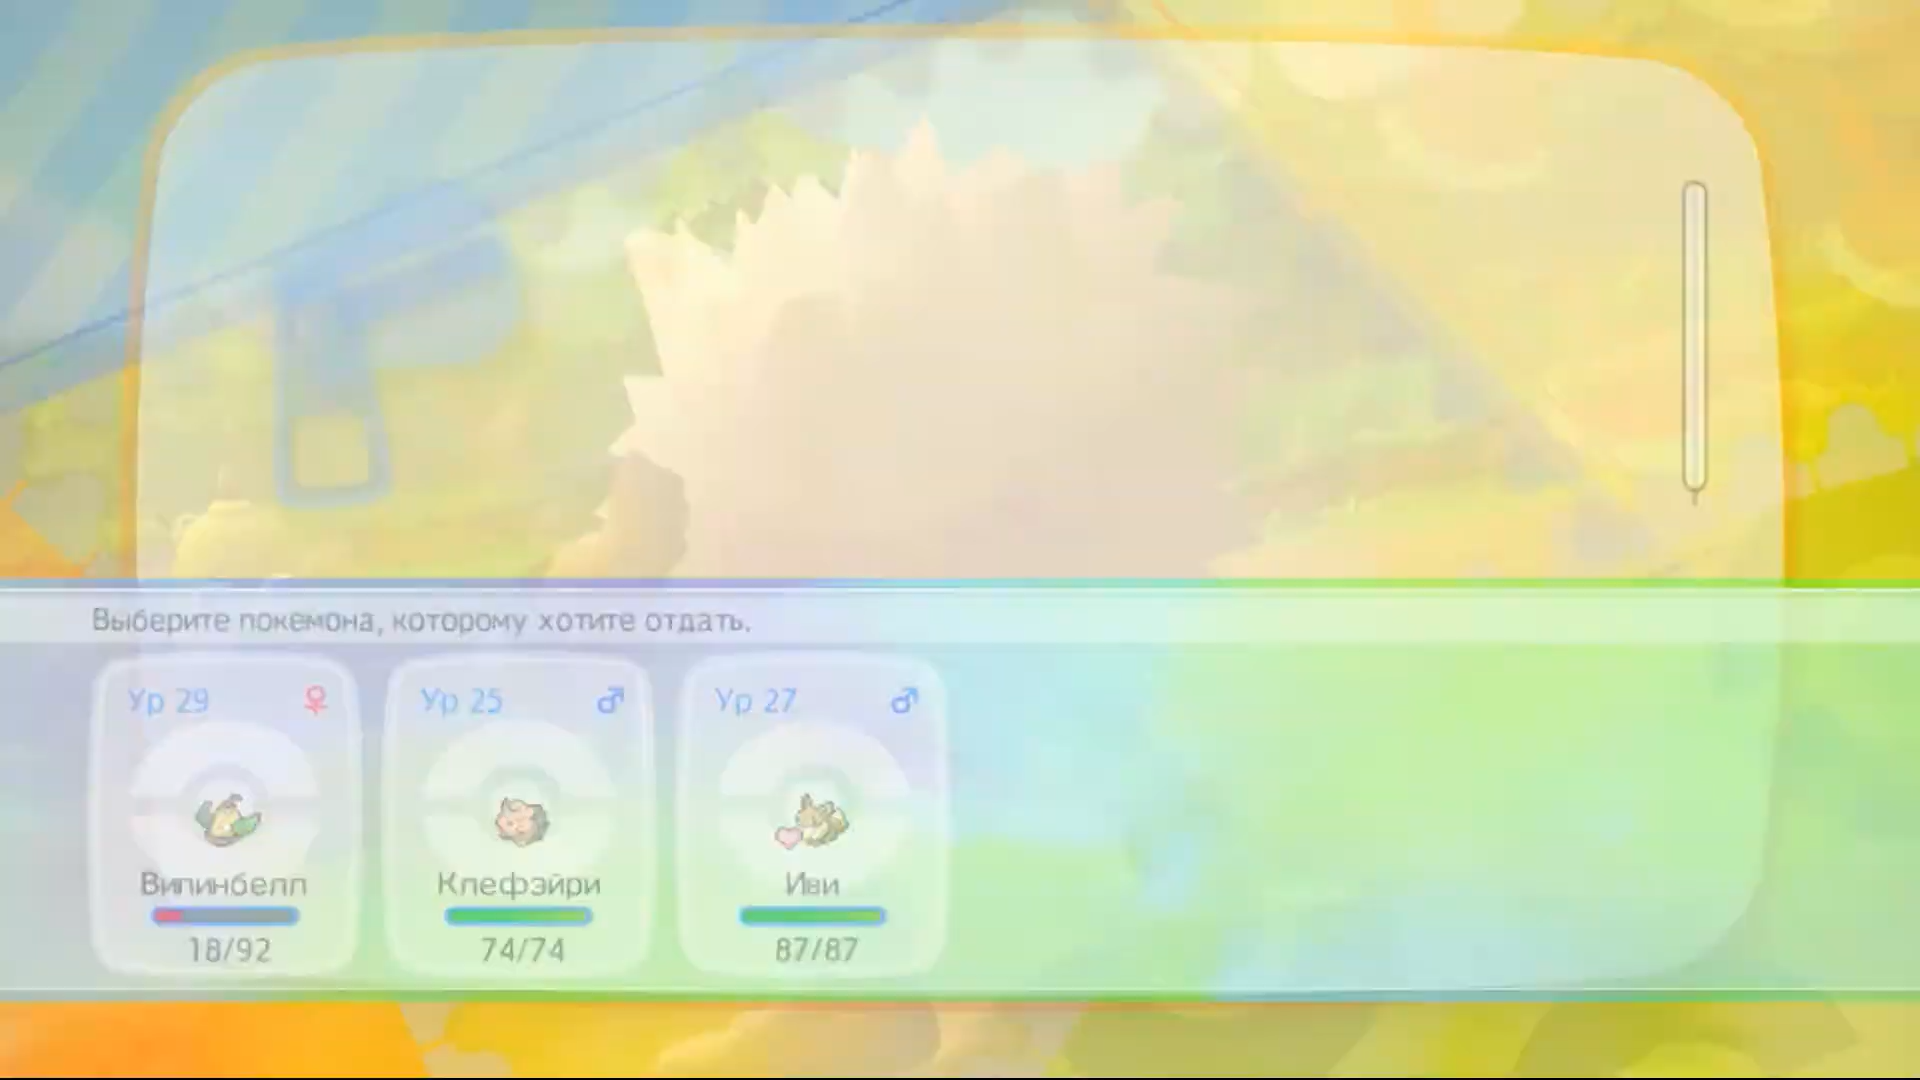 Выберите покемона, которому хотите отдать.
Ур 29 ♀
Ур 25 ♂
Ур 27 ♂
Випинбелл
Клефэйри
Иви
18/92
74/74
87/87